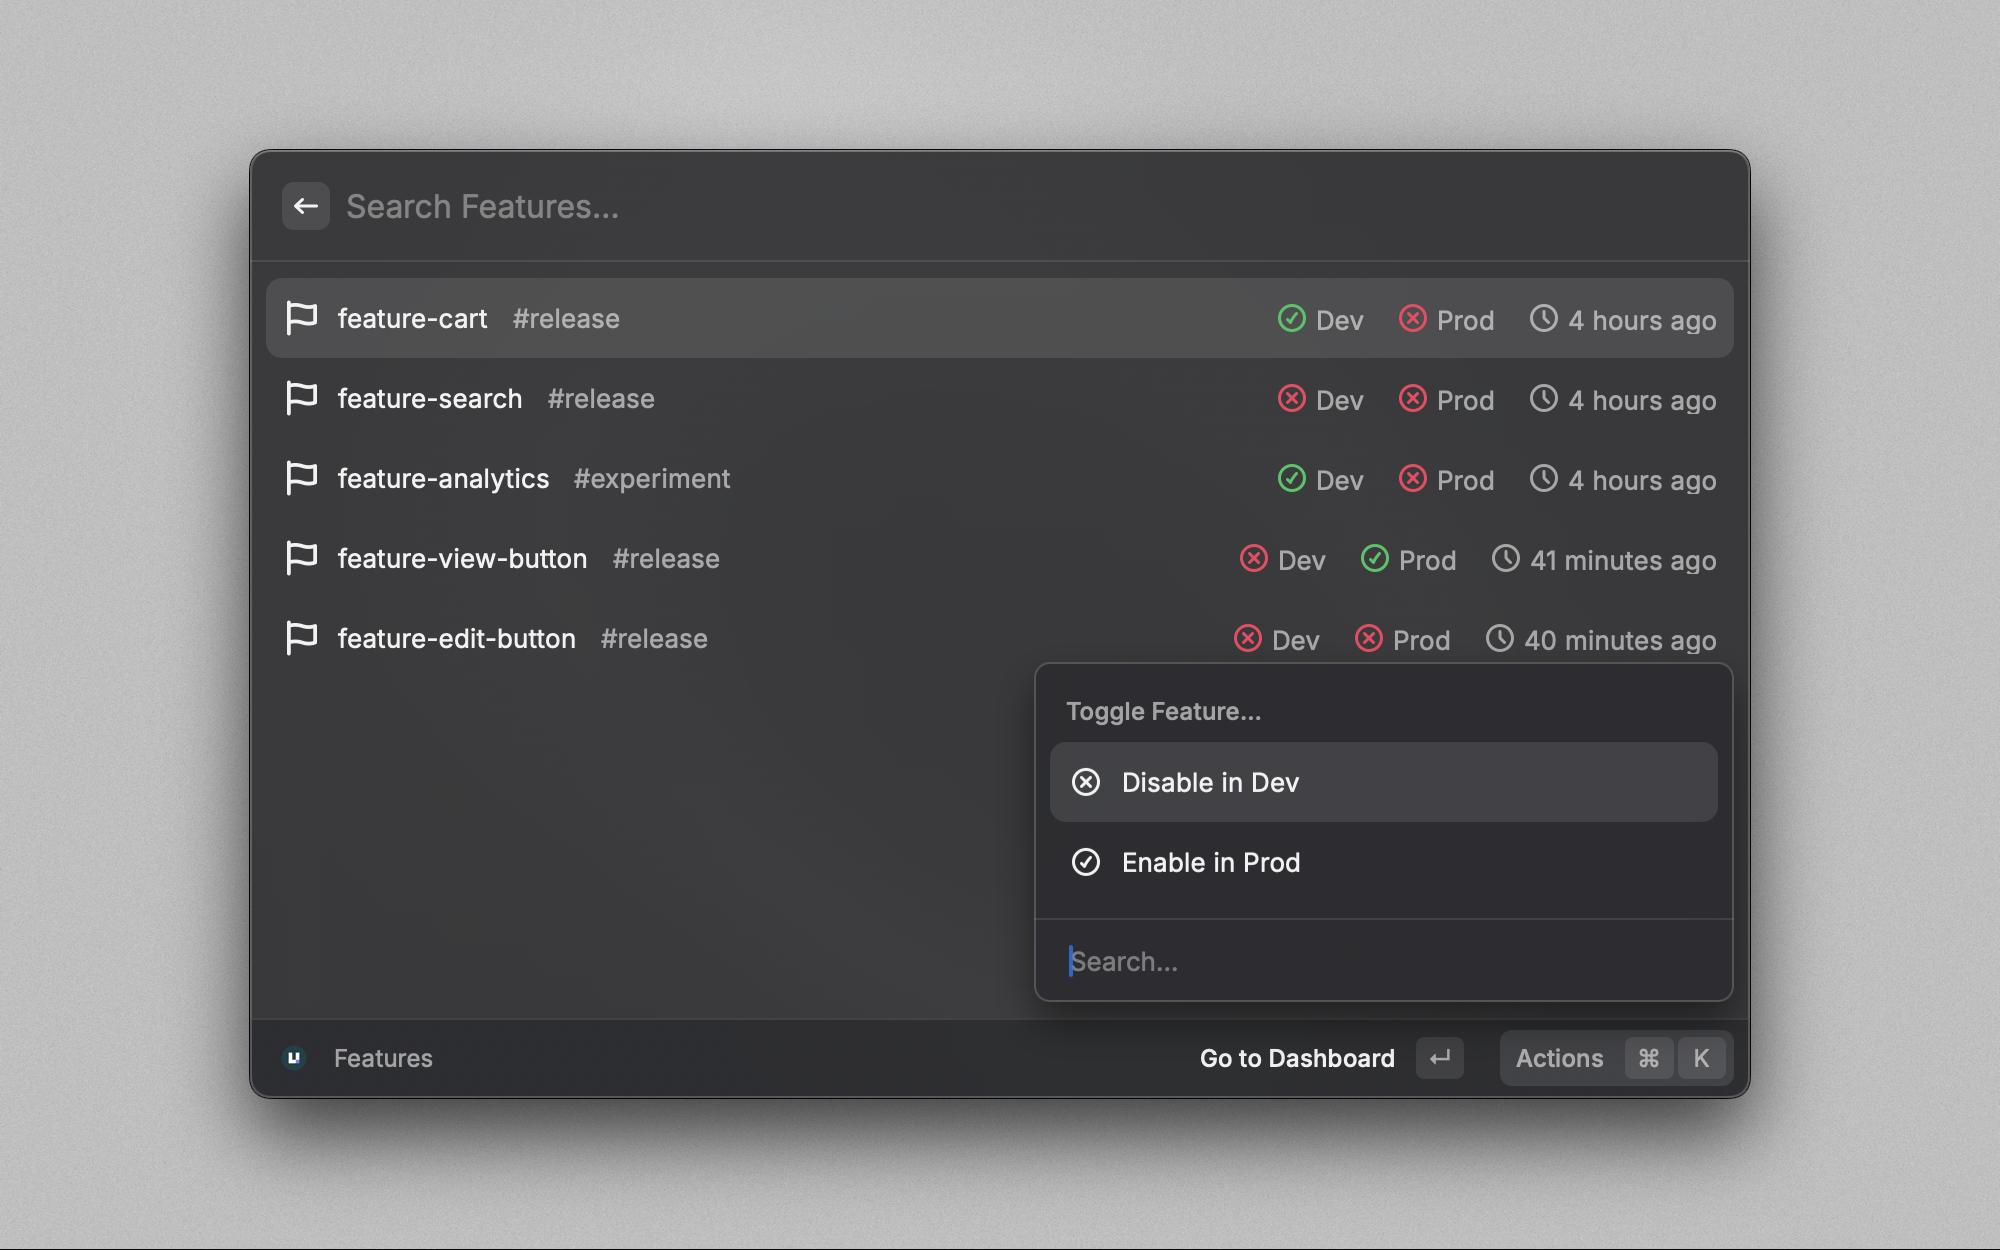 Search Features...
feature-cart #release Dev Prod 4 hours ago
feature-search #release Dev Prod 4 hours ago
feature-analytics #experiment Dev Prod 4 hours ago
feature-view-button #release Dev Prod 41 minutes ago
feature-edit-button #release Dev Prod 40 minutes ago
Toggle Feature...
Disable in Dev
Enable in Prod
Search...
Features Go to Dashboard ↵ Actions ⌘ K